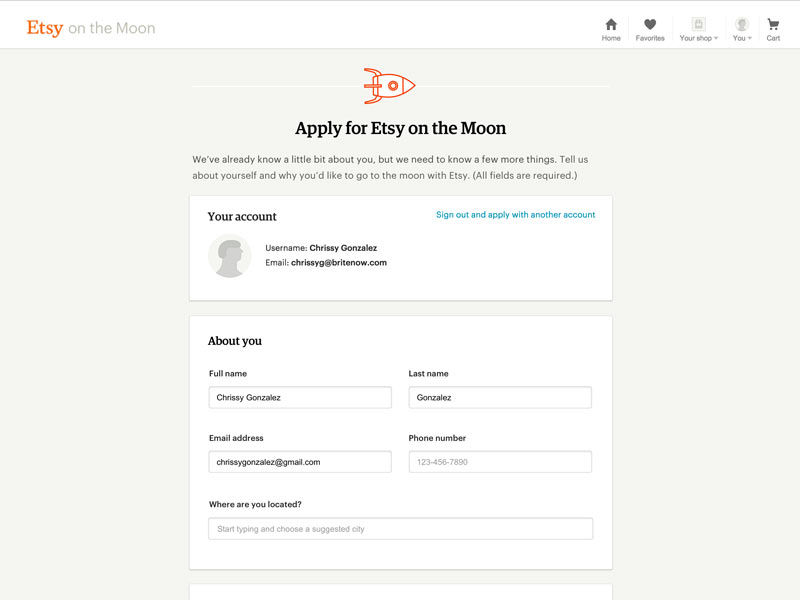 Etsy on the Moon
Home
Favorites
Your shop
You
Cart
Apply for Etsy on the Moon
We've already know a little bit about you, but we need to know a few more things. Tell us
about yourself and why you'd like to go to the moon with Etsy. (All fields are required.)
Your account
Sign out and apply with another account
Username: Chrissy Gonzalez
Email: chrissyg@britenow.com
About you
Full name
Last name
Chrissy Gonzalez
Gonzalez
Email address
Phone number
chrissygonzalez@gmail.com
123-456-7890
Where are you located?
Start typing and choose a suggested city